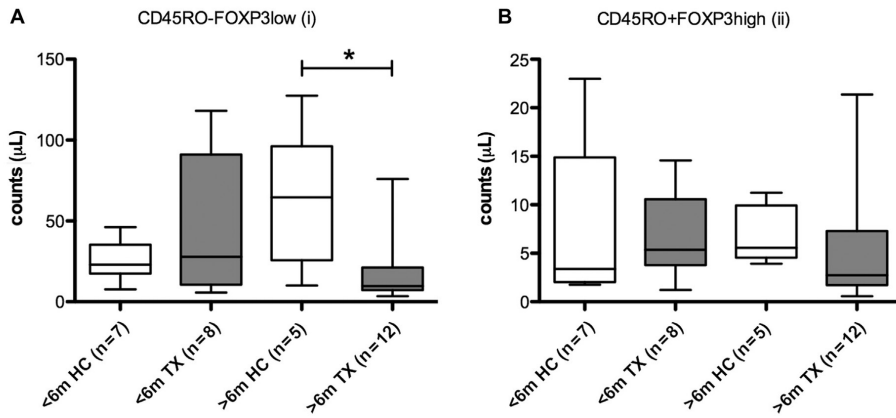 A
CD45RO-FOXP3low (i)
150
100
50
0
counts (μL)
*
<6m HC (n=7)
<6m TX (n=8)
>6m HC (n=5)
>6m TX (n=12)
B
CD45RO+FOXP3high (ii)
25
20
15
10
5
0
counts (μL)
<6m HC (n=7)
<6m TX (n=8)
>6m HC (n=5)
>6m TX (n=12)